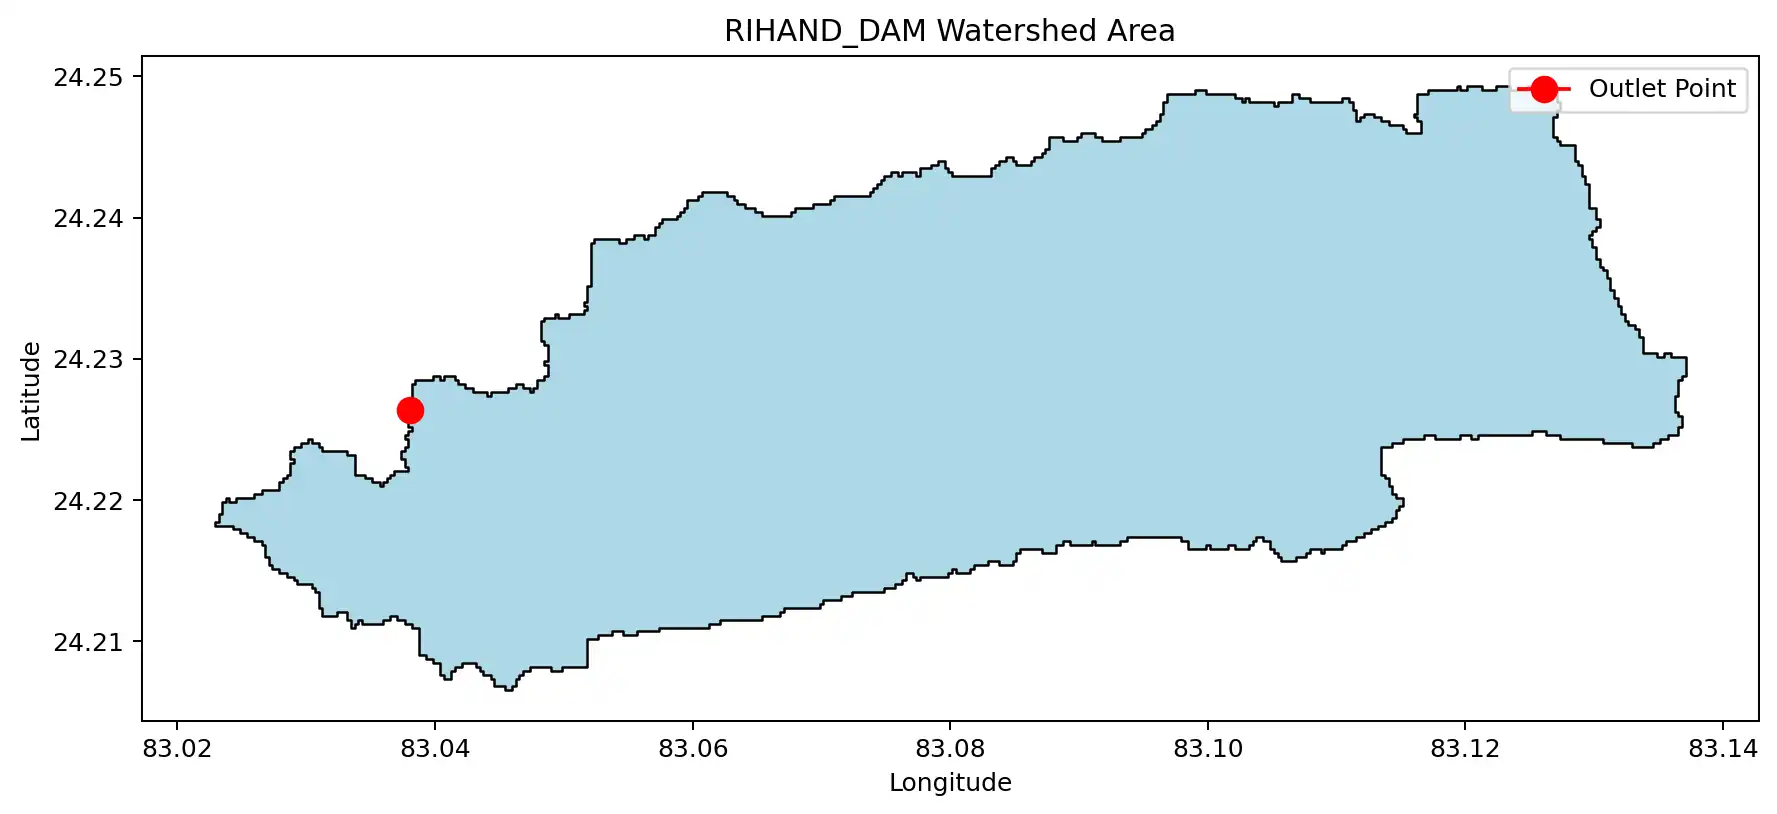 RIHAND_DAM Watershed Area
Outlet Point
24.25
24.24
24.23
24.22
24.21
Latitude
83.02 83.04 83.06 83.08 83.10 83.12 83.14
Longitude